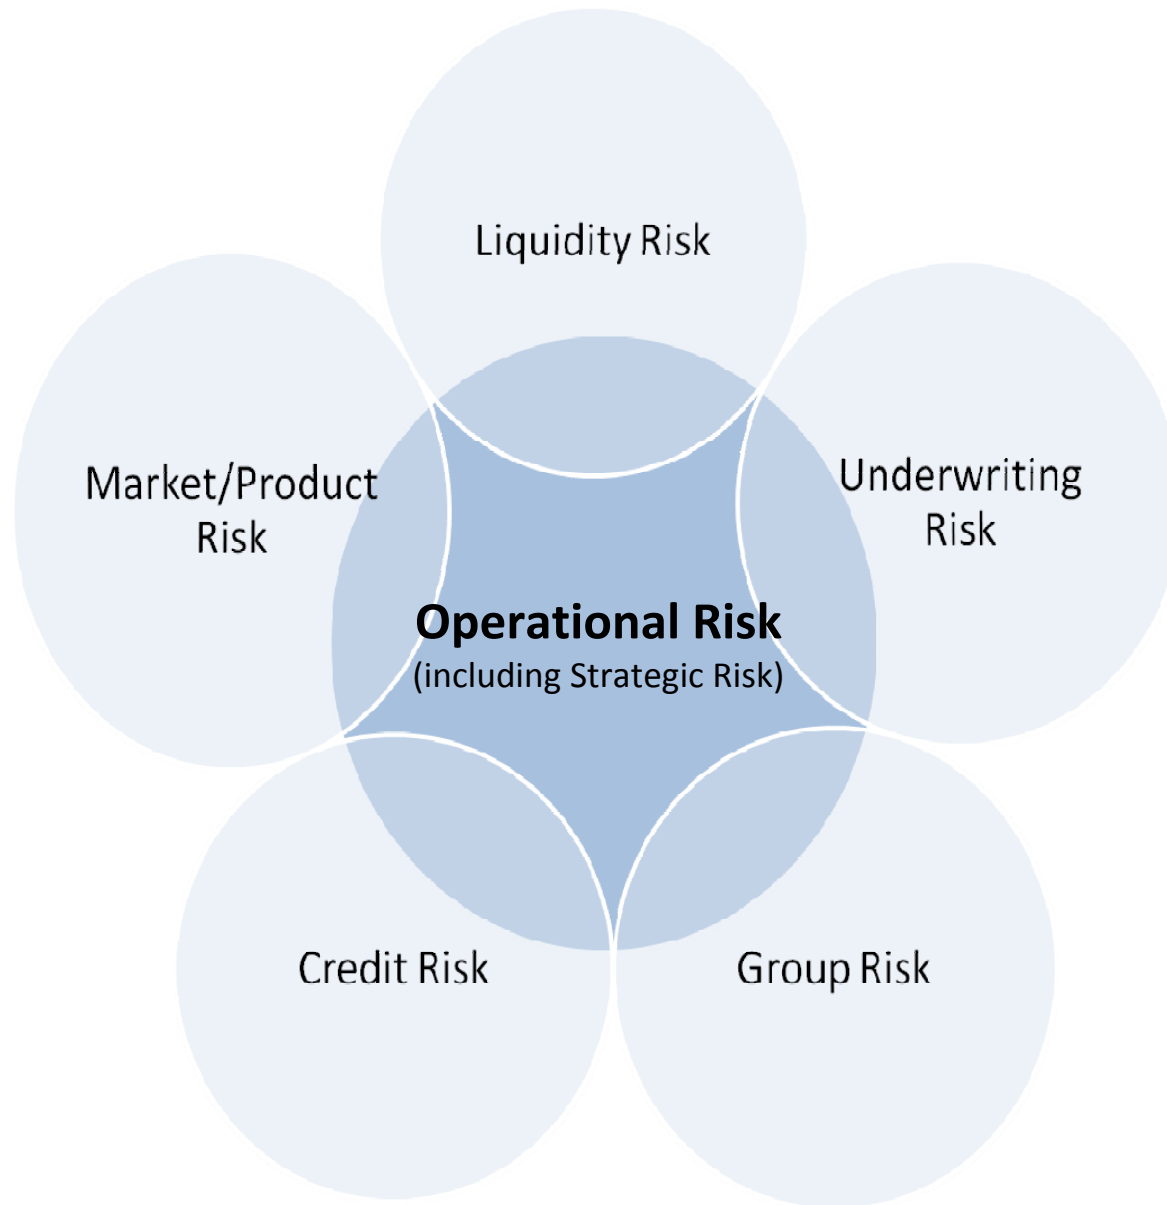 Liquidity Risk
Market/Product
Risk
Underwriting
Risk
Operational Risk
(including Strategic Risk)
Credit Risk
Group Risk